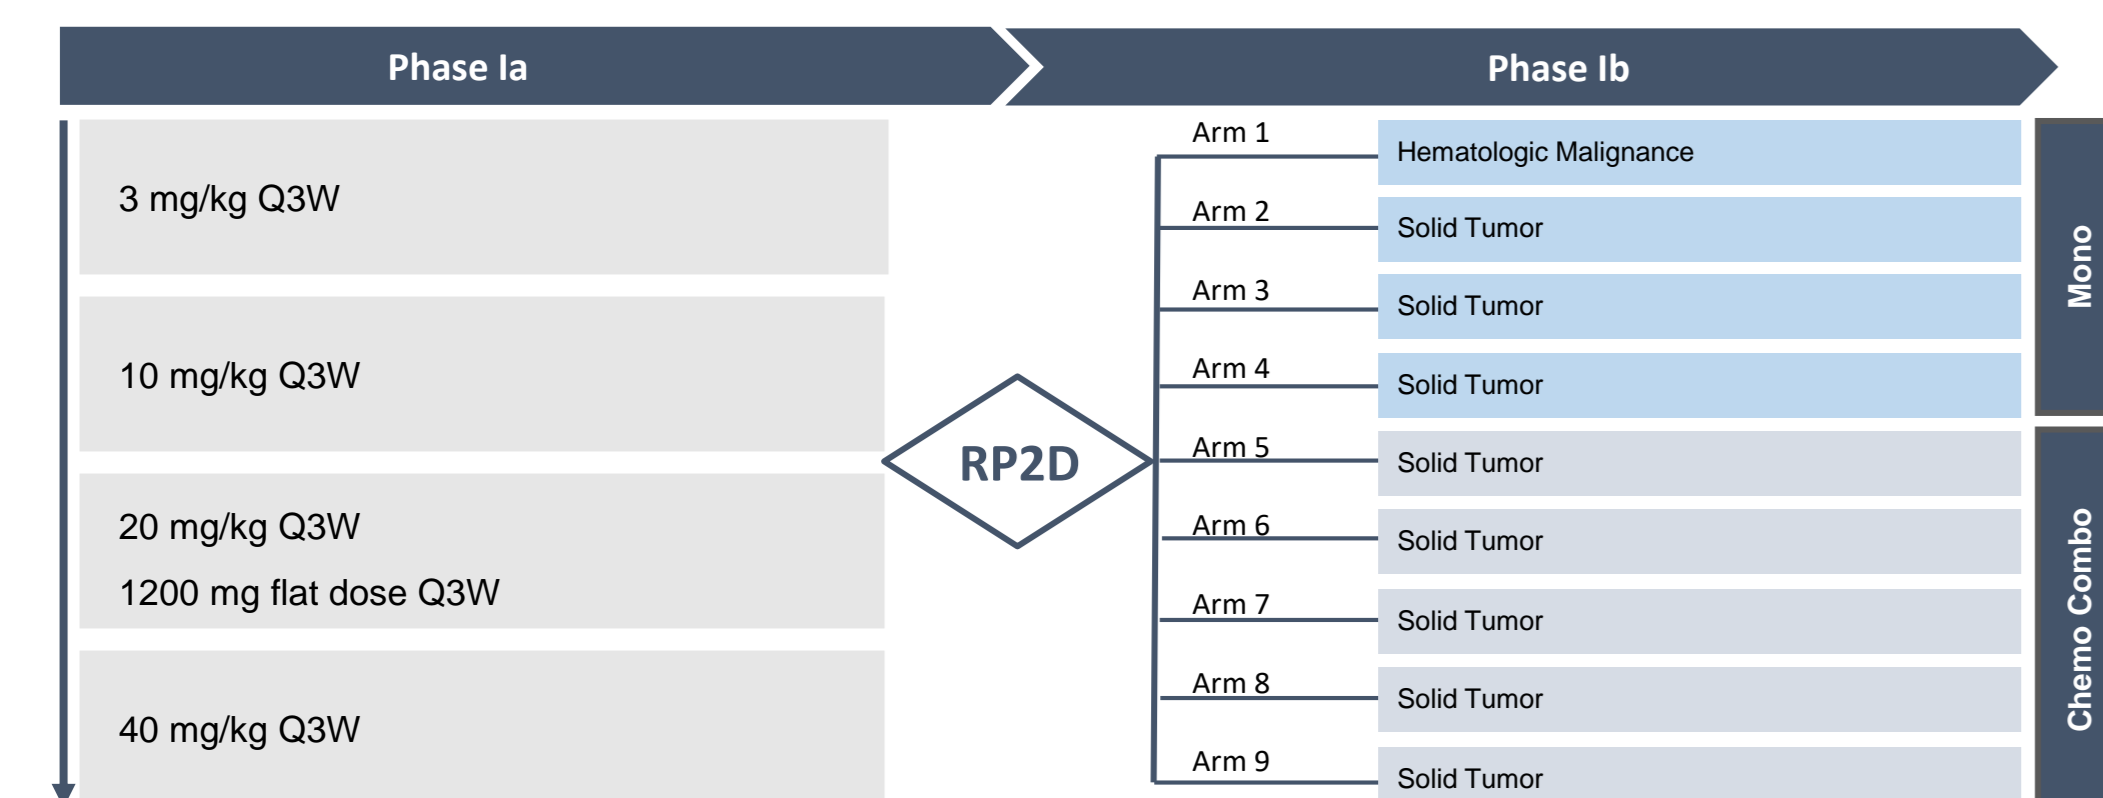 Phase Ia
Phase Ib
3 mg/kg Q3W
10 mg/kg Q3W
20 mg/kg Q3W
1200 mg flat dose Q3W
40 mg/kg Q3W
RP2D
Arm 1
Hematologic Malignance
Arm 2
Solid Tumor
Arm 3
Solid Tumor
Arm 4
Solid Tumor
Arm 5
Solid Tumor
Arm 6
Solid Tumor
Arm 7
Solid Tumor
Arm 8
Solid Tumor
Arm 9
Solid Tumor
Mono
Chemo Combo